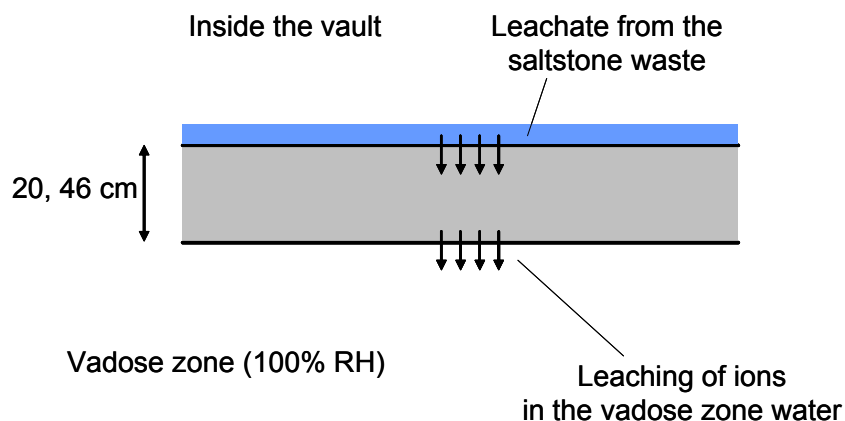 Inside the vault
Leachate from the
saltstone waste
20, 46 cm
Vadose zone (100% RH)
Leaching of ions
in the vadose zone water